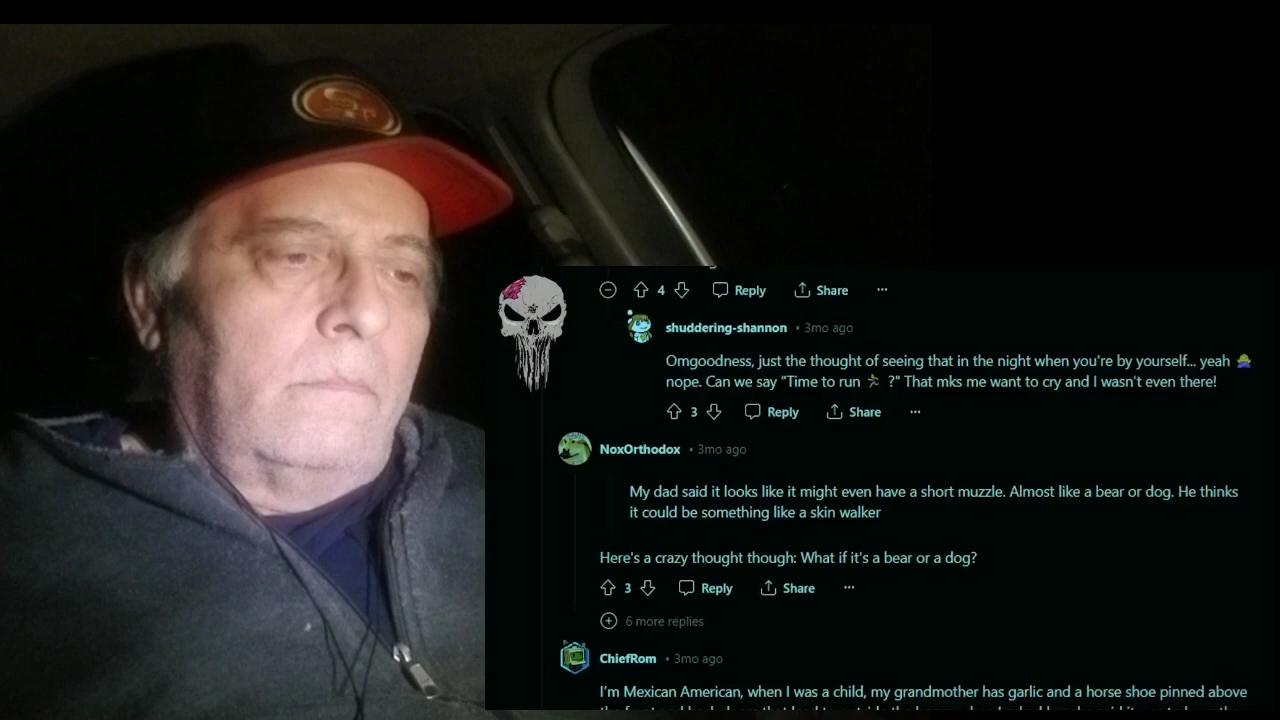 SF
4
Reply
Share
shuddering-shannon • 3mo ago
Omgoodness, just the thought of seeing that in the night when you're by yourself... yeah
nope. Can we say "Time to run ?" That mks me want to cry and I wasn't even there!
3
Reply
Share
NoxOrthodox • 3mo ago
My dad said it looks like it might even have a short muzzle. Almost like a bear or dog. He thinks
it could be something like a skin walker
Here's a crazy thought though: What if it's a bear or a dog?
3
Reply
Share
6 more replies
ChiefRom • 3mo ago
I'm Mexican American, when I was a child, my grandmother has garlic and a horse shoe pinned above